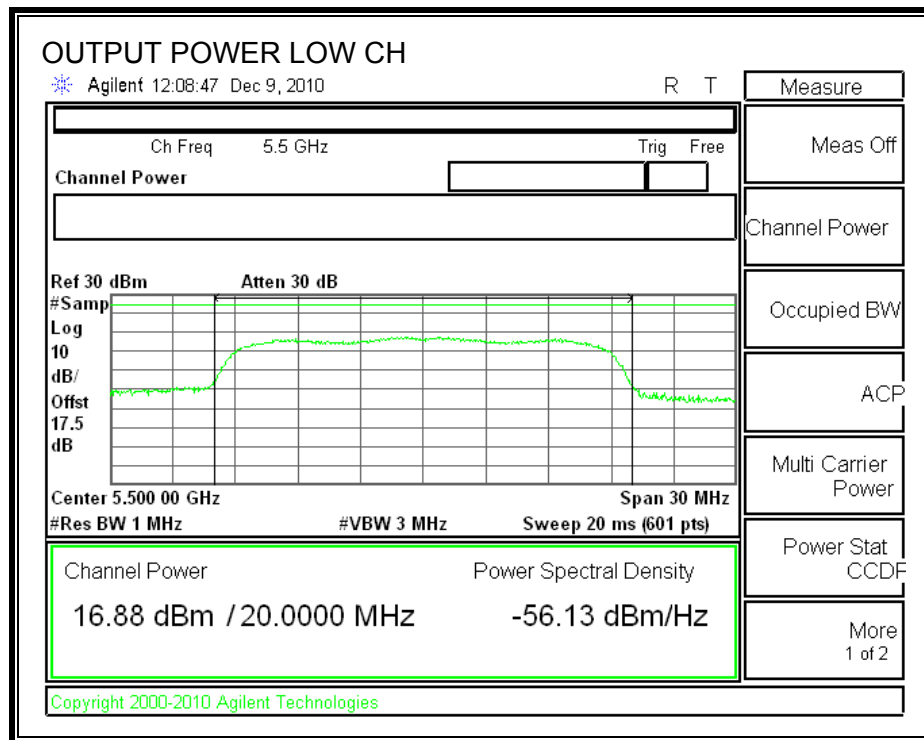 OUTPUT POWER LOW CH
Agilent 12:08:47 Dec 9, 2010 R T
Measure
Ch Freq 5.5 GHz Trig Free
Meas Off
Channel Power
Channel Power
Ref 30 dBm Atten 30 dB
#Samp
Log
10
dB/
Offst
17.5
dB
Occupied BW
ACP
Multi Carrier
Power
Center 5.500 00 GHz Span 30 MHz
#Res BW 1 MHz #VBW 3 MHz Sweep 20 ms (601 pts)
Power Stat
CCDF
Channel Power Power Spectral Density
16.88 dBm / 20.0000 MHz -56.13 dBm/Hz
More
1 of 2
Copyright 2000-2010 Agilent Technologies